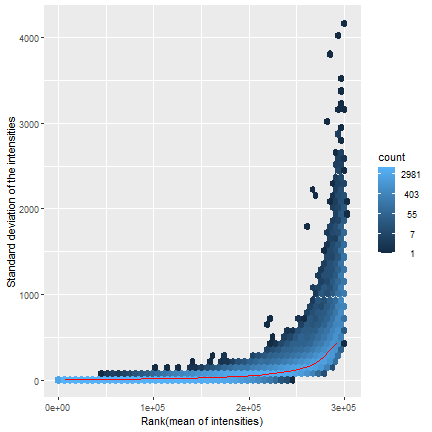 4000
3000
2000
1000
0
Standard deviation of the intensities
0e+00
1e+05
2e+05
3e+05
Rank(mean of intensities)
count
2981
403
55
7
1